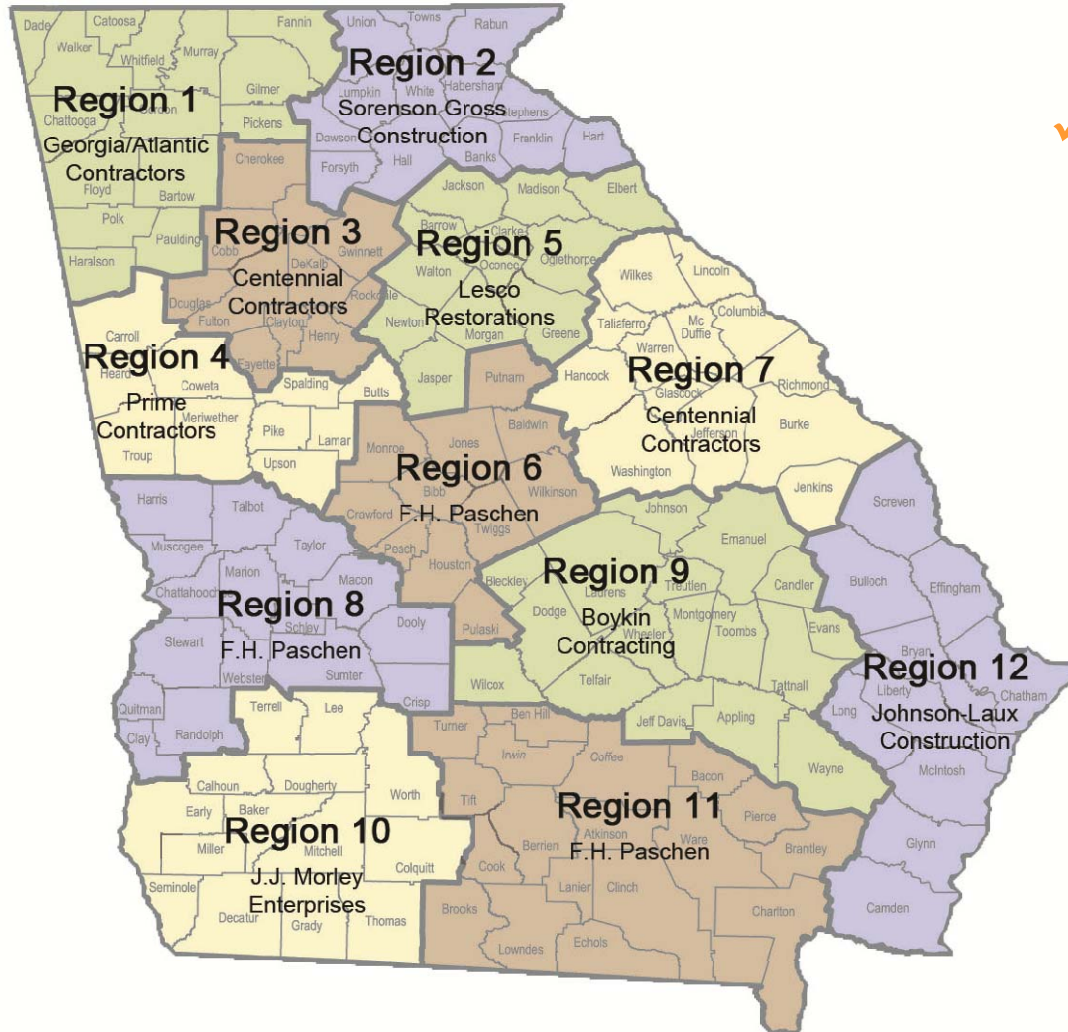 Dade
Catoosa
Fannin
Union
Towns
Rabun
Walker
Whitfield
Murray
Region 2
Gilmer
Lumpkin
White
Habersham
Region 1
Gordon
Sorenson Gross
Construction
Stephens
Chattooga
Pickens
Dawson
Franklin
Hart
Georgia/Atlantic
Contractors
Cherokee
Forsyth
Hall
Banks
Floyd
Bartow
Jackson
Madison
Elbert
Polk
Paulding
Region 3
Cobb
Gwinnett
Barrow
Clarke
Region 5
Oglethorpe
Haralson
DeKalb
Walton
Oconee
Wilkes
Lincoln
Centennial
Contractors
Lesco
Restorations
Douglas
Fulton
Clayton
Rockdale
Henry
Newton
Morgan
Greene
Taliaferro
Mc
Duffie
Columbia
Carroll
Warren
Region 4
Heard
Fayette
Coweta
Spalding
Butts
Jasper
Putnam
Hancock
Region 7
Glascock
Richmond
Prime
Contractors
Meriwether
Troup
Pike
Lamar
Upson
Monroe
Jones
Baldwin
Centennial
Contractors
Jefferson
Burke
Washington
Region 6
Bibb
Wilkinson
Jenkins
Screven
F.H. Paschen
Crawford
Twiggs
Peach
Houston
Johnson
Emanuel
Harris
Talbot
Muscogee
Taylor
Marion
Macon
Chattahooch
Region 8
Schley
Dooly
F.H. Paschen
Stewart
Webster
Sumter
Crisp
Quitman
Clay
Randolph
Bleckley
Region 9
Laurens
Treutlen
Candler
Bulloch
Effingham
Dodge
Boykin
Contracting
Montgomery
Wheeler
Toombs
Evans
Pulaski
Wilcox
Telfair
Tattnall
Bryan
Region 12
Liberty
Long
Chatham
Johnson-Laux
Construction
Jeff Davis
Appling
Wayne
McIntosh
Terrell
Lee
Turner
Ben Hill
Irwin
Coffee
Bacon
Calhoun
Dougherty
Worth
Early
Baker
Tift
Region 11
Pierce
Region 10
Miller
Mitchell
Colquitt
Atkinson
Ware
Brantley
Glynn
Berrien
F.H. Paschen
Cook
J.J. Morley
Enterprises
Seminole
Lanier
Clinch
Decatur
Grady
Thomas
Brooks
Charlton
Camden
Lowndes
Echols